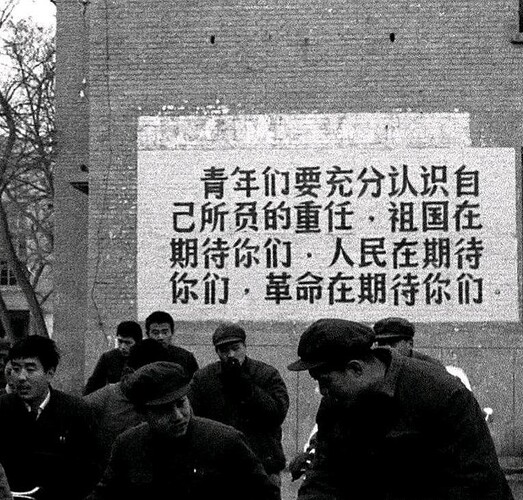 青年们要充分认识自
己所负的重任，祖国在
期待你们，人民在期待
你们，革命在期待你们。